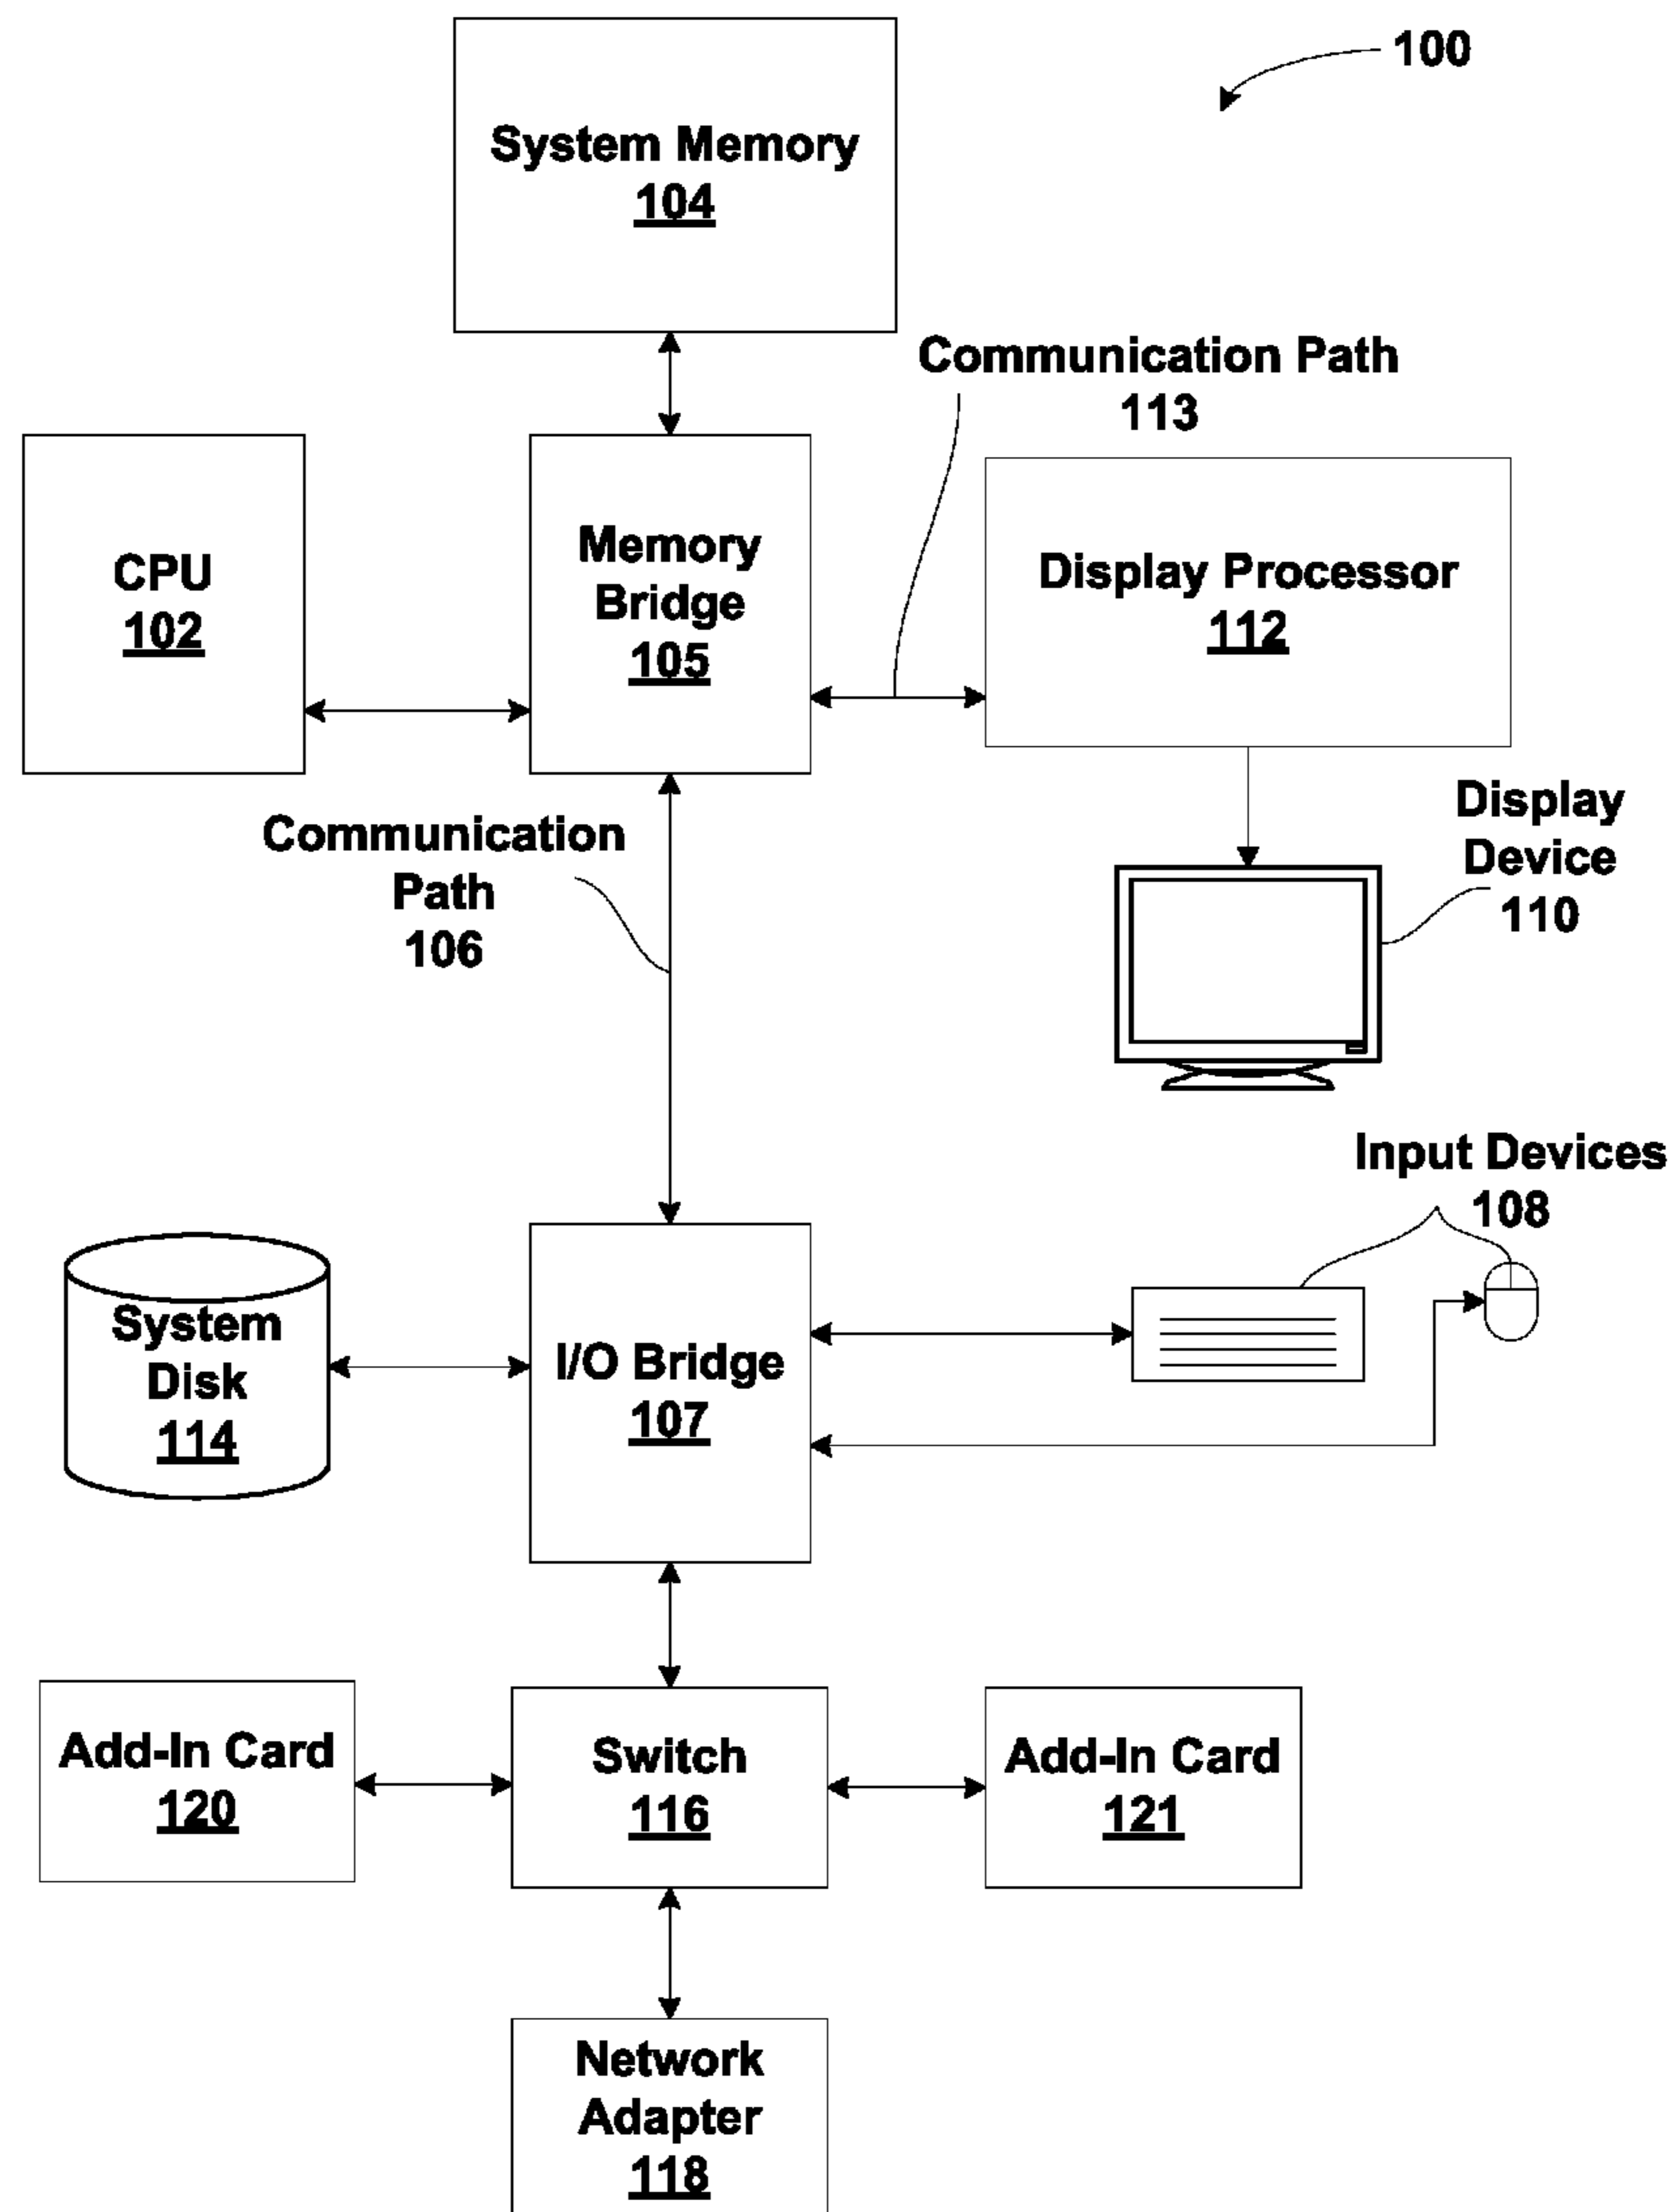 100
System Memory
104
Communication Path
113
CPU
102
Memory
Bridge
105
Display Processor
112
Communication
Path
106
Display
Device
110
Input Devices
108
System
Disk
114
I/O Bridge
107
Add-In Card
120
Switch
116
Add-In Card
121
Network
Adapter
118